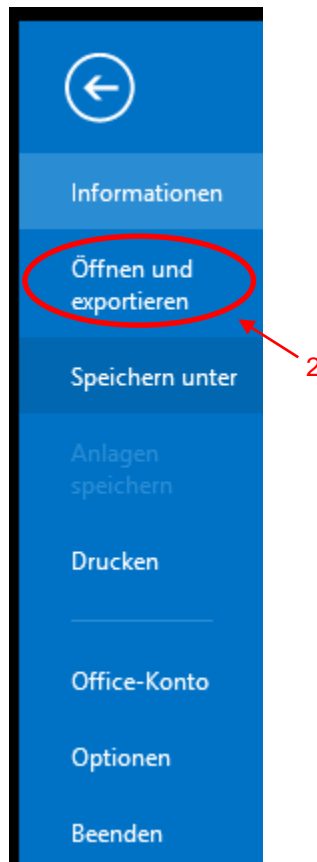 Informationen
Öffnen und
exportieren
2
Speichern unter
Anlagen
speichern
Drucken
Office-Konto
Optionen
Beenden